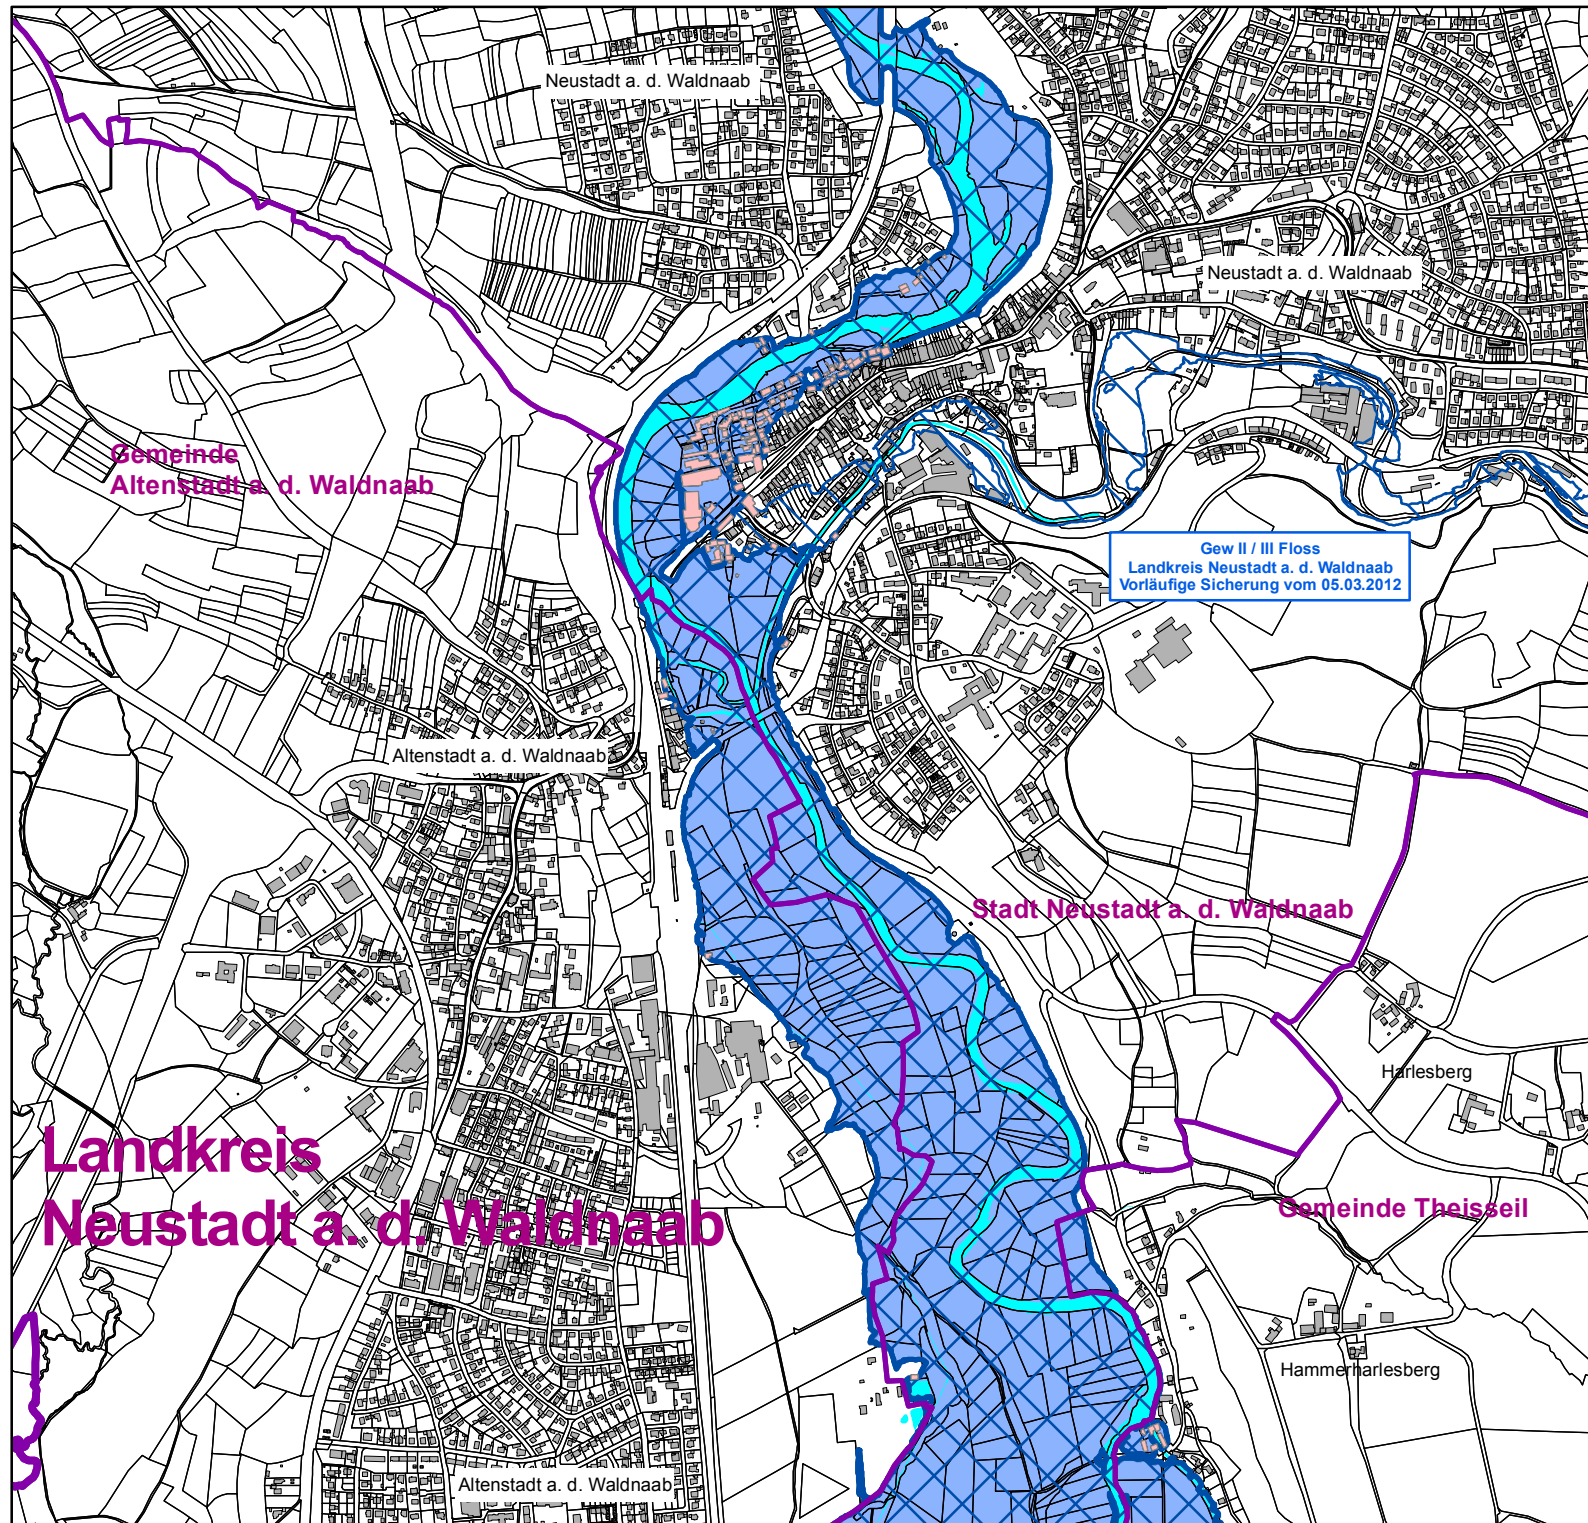 Neustadt a. d. Waldnaab
Neustadt a. d. Waldnaab
Gemeinde
Altenstadt a. d. Waldnaab
Gew II / III Floss
Landkreis Neustadt a. d. Waldnaab
Vorläufige Sicherung vom 05.03.2012
Altenstadt a. d. Waldnaab
Stadt Neustadt a. d. Waldnaab
Harlesberg
Landkreis
Neustadt a. d. Waldnaab
Gemeinde Theisseil
Hammerharlesberg
Altenstadt a. d. Waldnaab